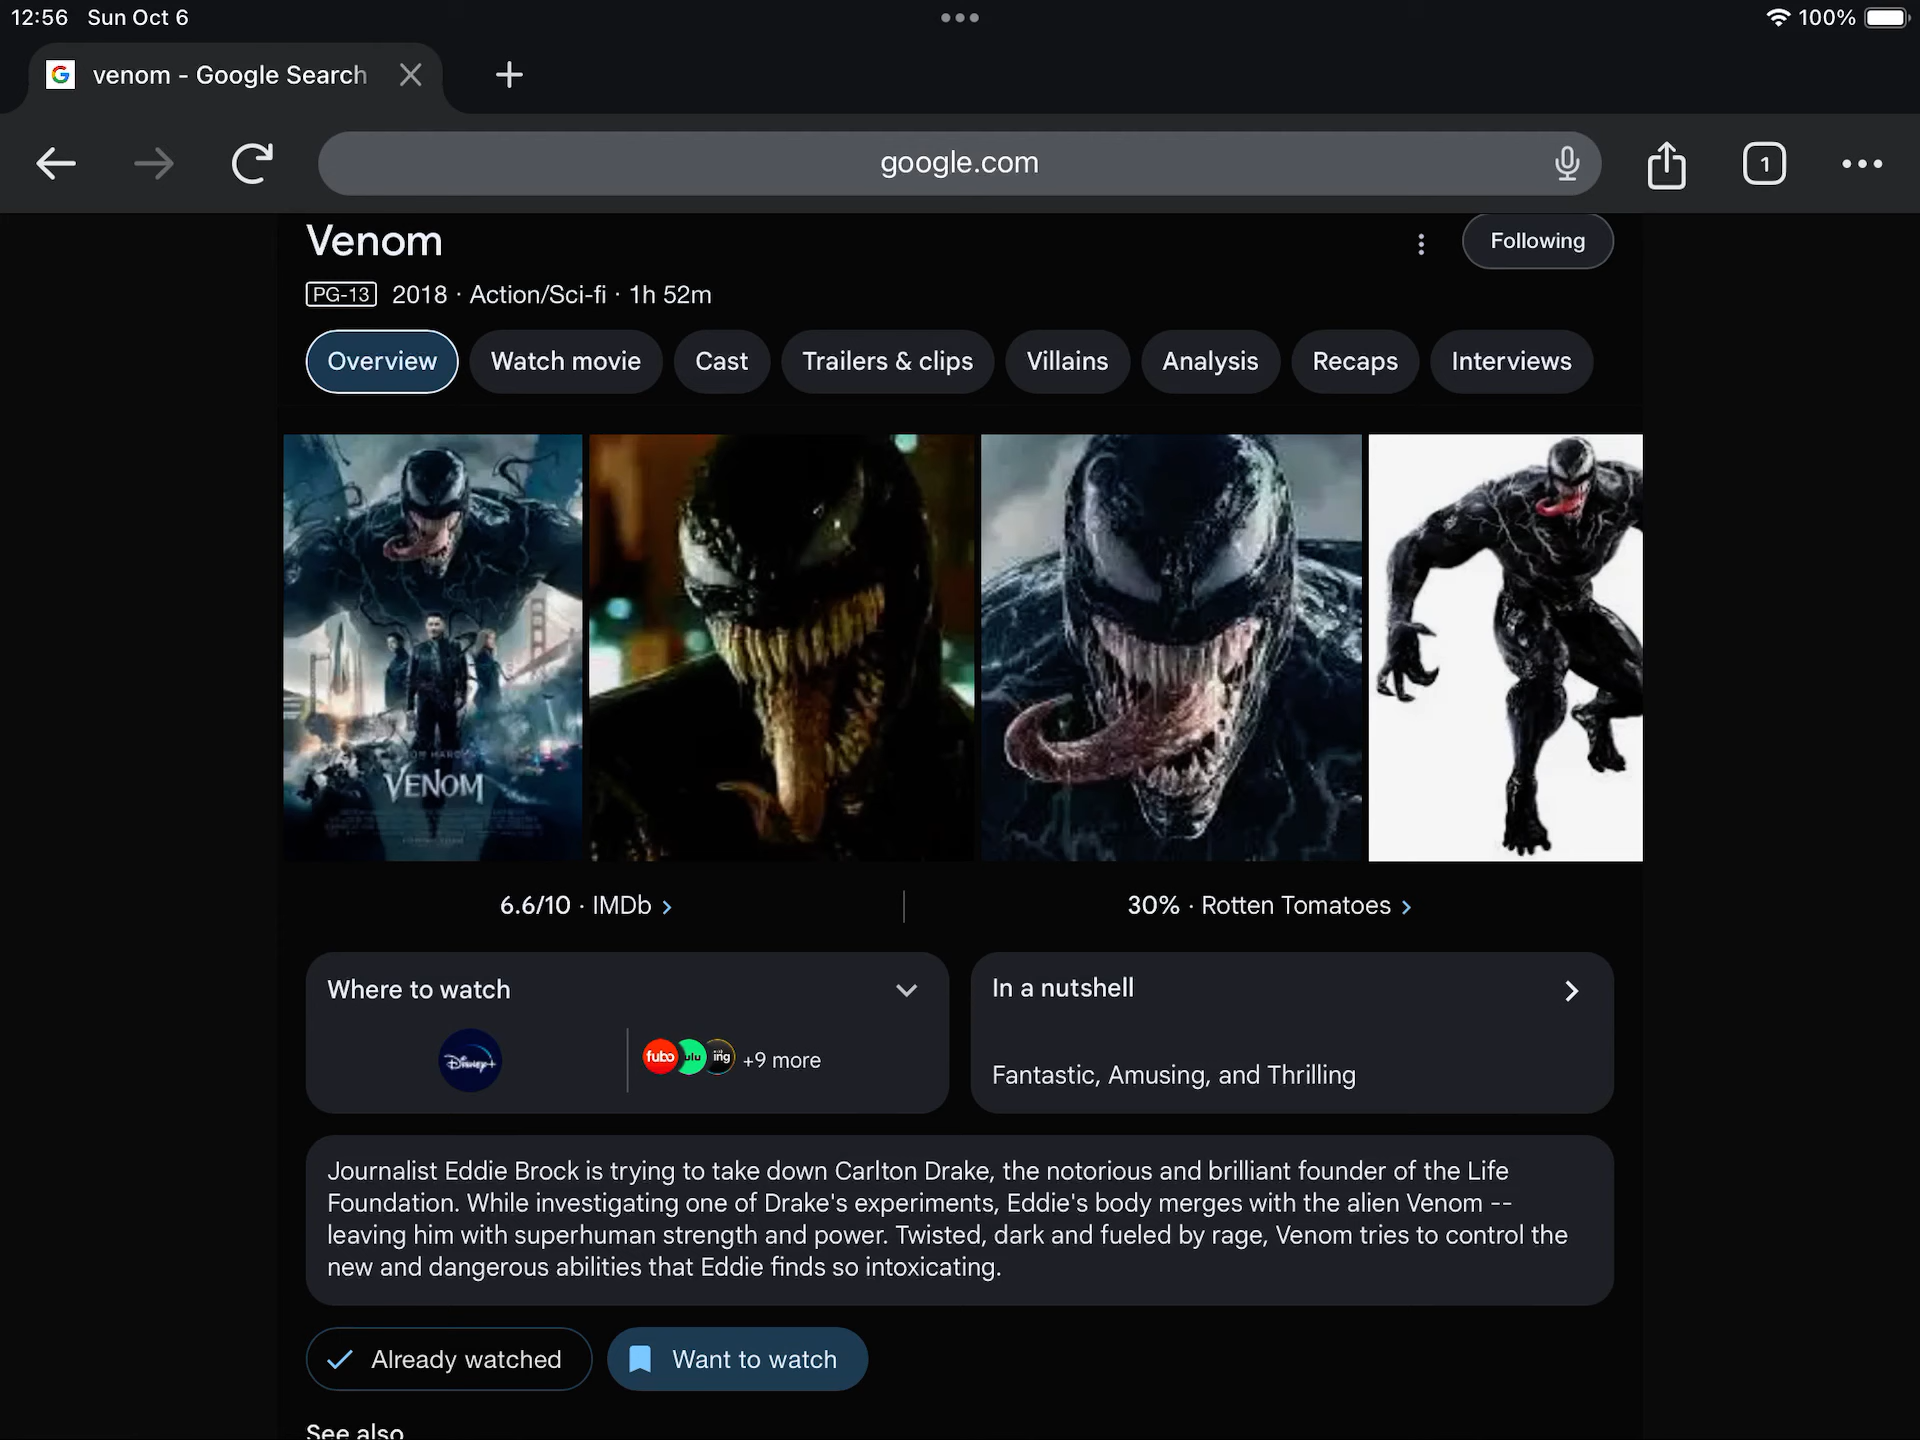 12:56 Sun Oct 6
100%
venom - Google Search
google.com
1
Venom
Following
PG-13 2018 · Action/Sci-fi · 1h 52m
Overview
Watch movie
Cast
Trailers & clips
Villains
Analysis
Recaps
Interviews
TOM HARDY
VENOM
6.6/10 · IMDb
30% · Rotten Tomatoes
Where to watch
Disney+
fubo
ulu
ing
+9 more
In a nutshell
Fantastic, Amusing, and Thrilling
Journalist Eddie Brock is trying to take down Carlton Drake, the notorious and brilliant founder of the Life
Foundation. While investigating one of Drake's experiments, Eddie's body merges with the alien Venom --
leaving him with superhuman strength and power. Twisted, dark and fueled by rage, Venom tries to control the
new and dangerous abilities that Eddie finds so intoxicating.
Already watched
Want to watch
See also